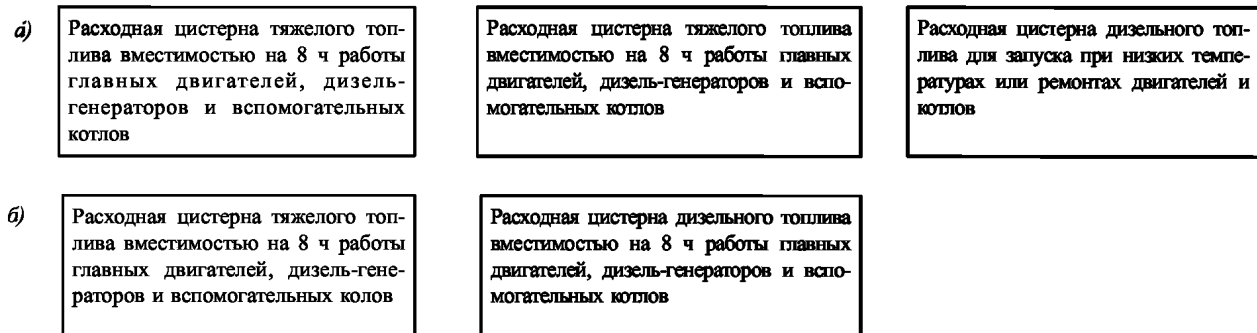 а)
Расходная цистерна тяжелого топ-
лива вместимостью на 8 ч работы
главных двигателей, дизель-
генераторов и вспомогательных
котлов
Расходная цистерна тяжелого топлива
вместимостью на 8 ч работы главных
двигателей, дизель-генераторов и вспо-
могательных котлов
Расходная цистерна дизельного топ-
лива для запуска при низких темпе-
ратурах или ремонтах двигателей и
котлов
б)
Расходная цистерна тяжелого топ-
лива вместимостью на 8 ч работы
главных двигателей, дизель-гене-
раторов и вспомогательных колов
Расходная цистерна дизельного топлива
вместимостью на 8 ч работы главных
двигателей, дизель-генераторов и вспо-
могательных котлов